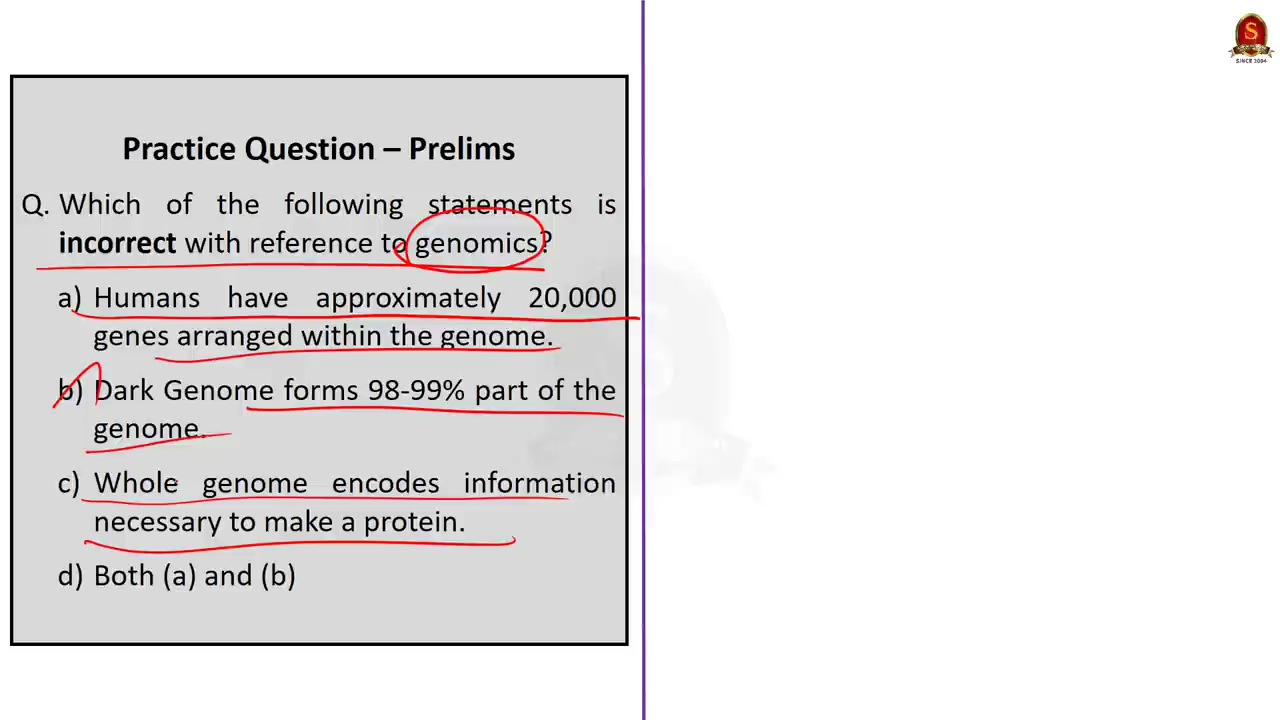 Practice Question – Prelims
Q. Which of the following statements is
incorrect with reference to genomics?
a) Humans have approximately 20,000
genes arranged within the genome.
b) Dark Genome forms 98-99% part of the
genome.
c) Whole genome encodes information
necessary to make a protein.
d) Both (a) and (b)
S
SINCE 2004